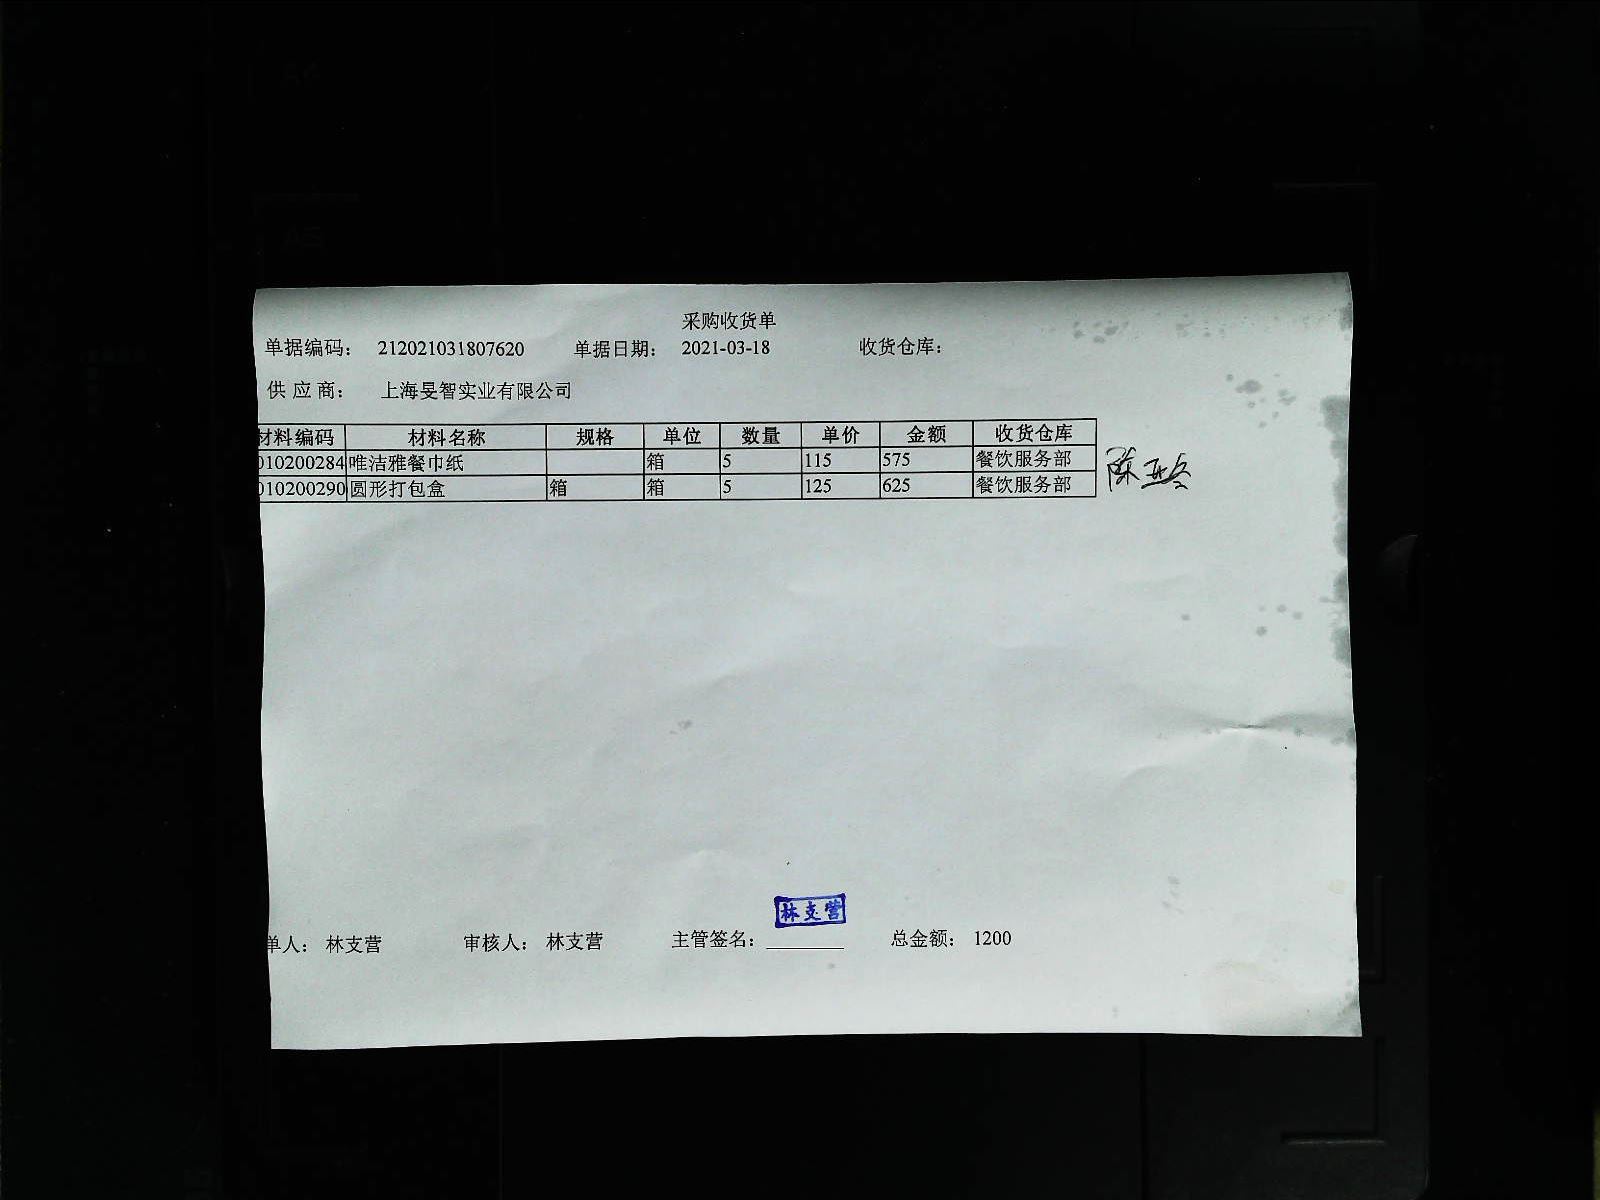 采购收货单
单据编码： 212021031807620 单据日期： 2021-03-18 收货仓库：
供 应 商： 上海旻智实业有限公司
材料编码 材料名称 规格 单位 数量 单价 金额 收货仓库
010200284 唯洁雅餐巾纸 箱 5 115 575 餐饮服务部
010200290 圆形打包盒 箱 箱 5 125 625 餐饮服务部
林支营
单人： 林支营 审核人： 林支营 主管签名： 总金额： 1200